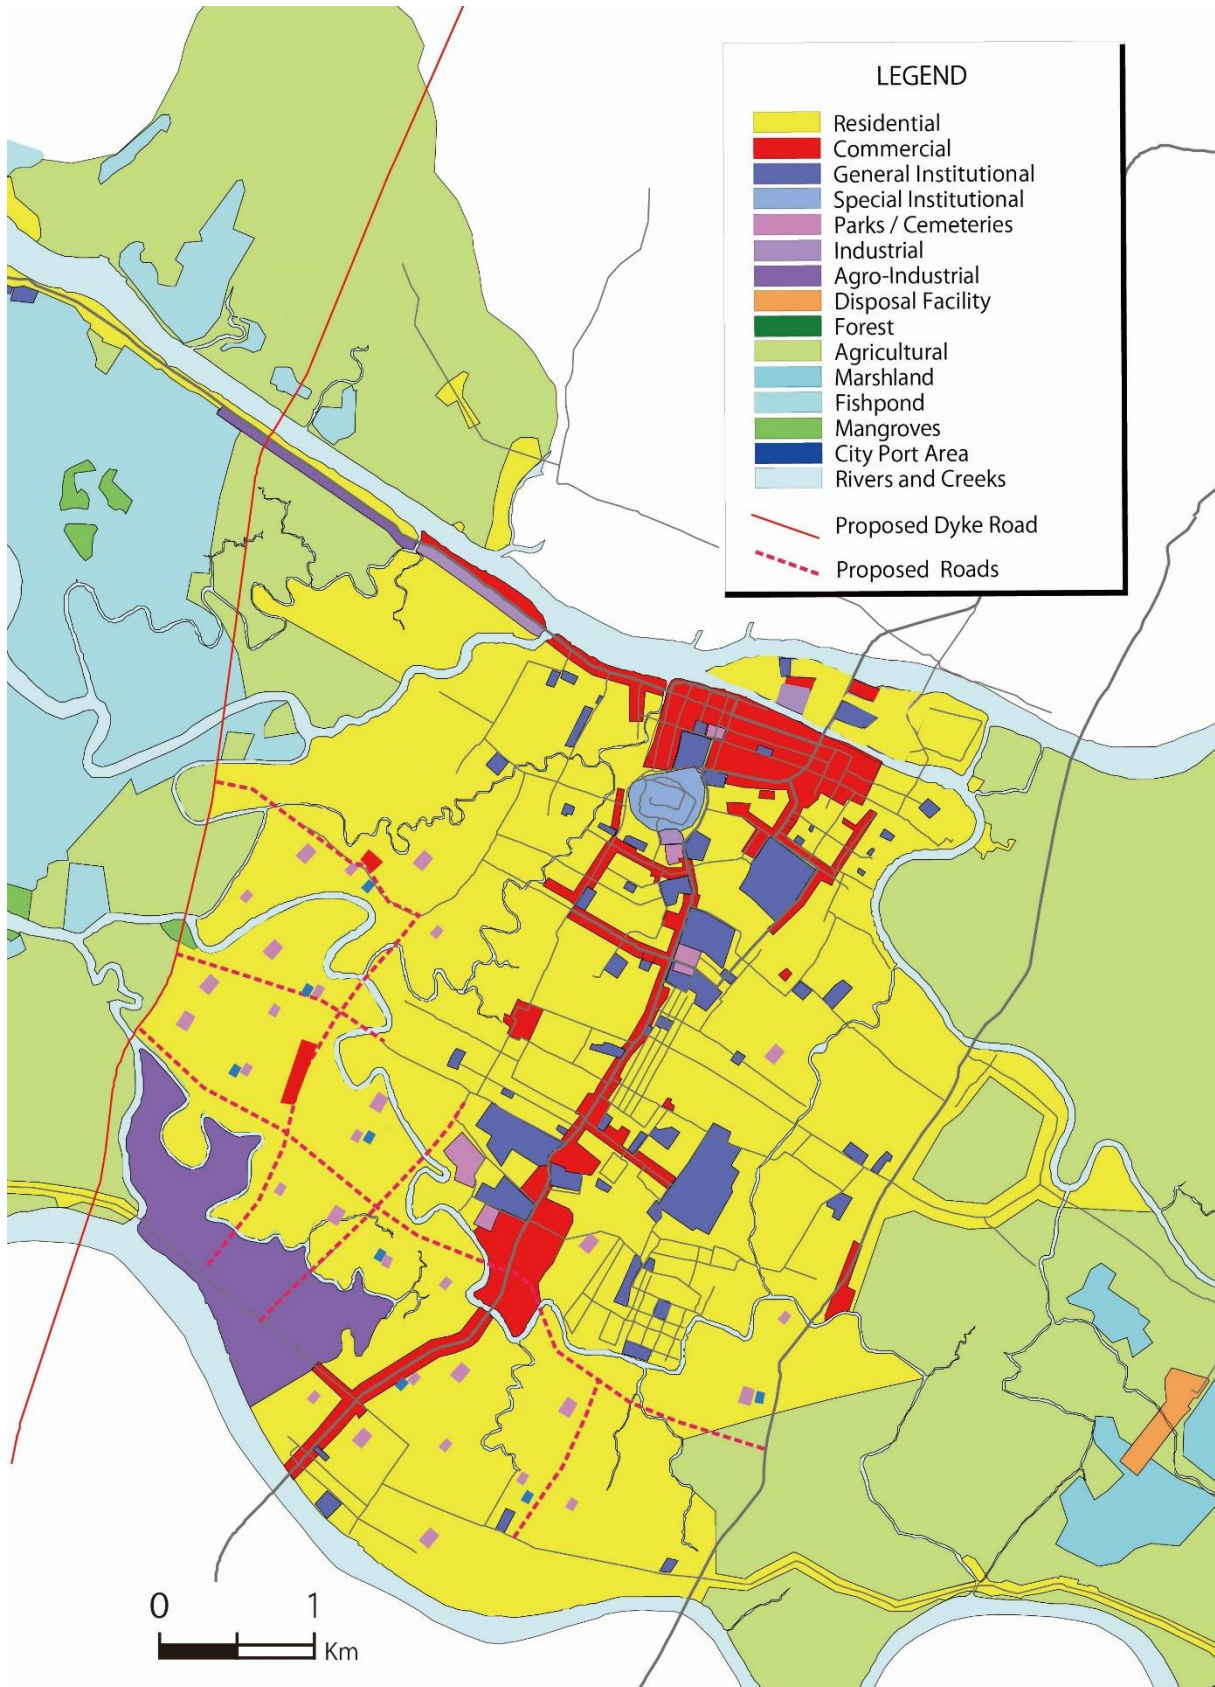 LEGEND
Residential
Commercial
General Institutional
Special Institutional
Parks / Cemeteries
Industrial
Agro-Industrial
Disposal Facility
Forest
Agricultural
Marshland
Fishpond
Mangroves
City Port Area
Rivers and Creeks
Proposed Dyke Road
Proposed Roads
0 1
Km